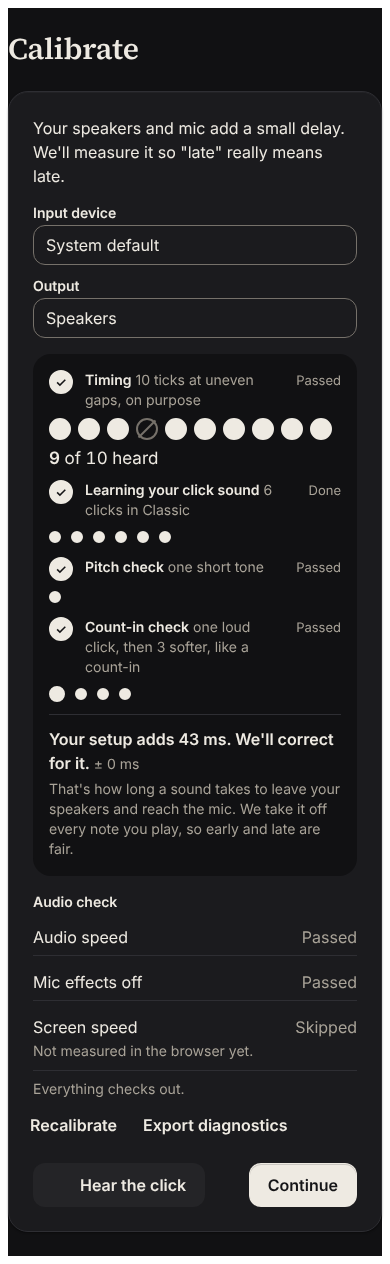 Calibrate
Your speakers and mic add a small delay.
We'll measure it so "late" really means
late.
Input device
System default
Output
Speakers
Timing 10 ticks at uneven Passed
gaps, on purpose
9 of 10 heard
Learning your click sound 6 Done
clicks in Classic
Pitch check one short tone Passed
Count-in check one loud Passed
click, then 3 softer, like a
count-in
Your setup adds 43 ms. We'll correct
for it. ± 0 ms
That's how long a sound takes to leave your
speakers and reach the mic. We take it off
every note you play, so early and late are
fair.
Audio check
Audio speed Passed
Mic effects off Passed
Screen speed Skipped
Not measured in the browser yet.
Everything checks out.
Recalibrate Export diagnostics
Hear the click Continue